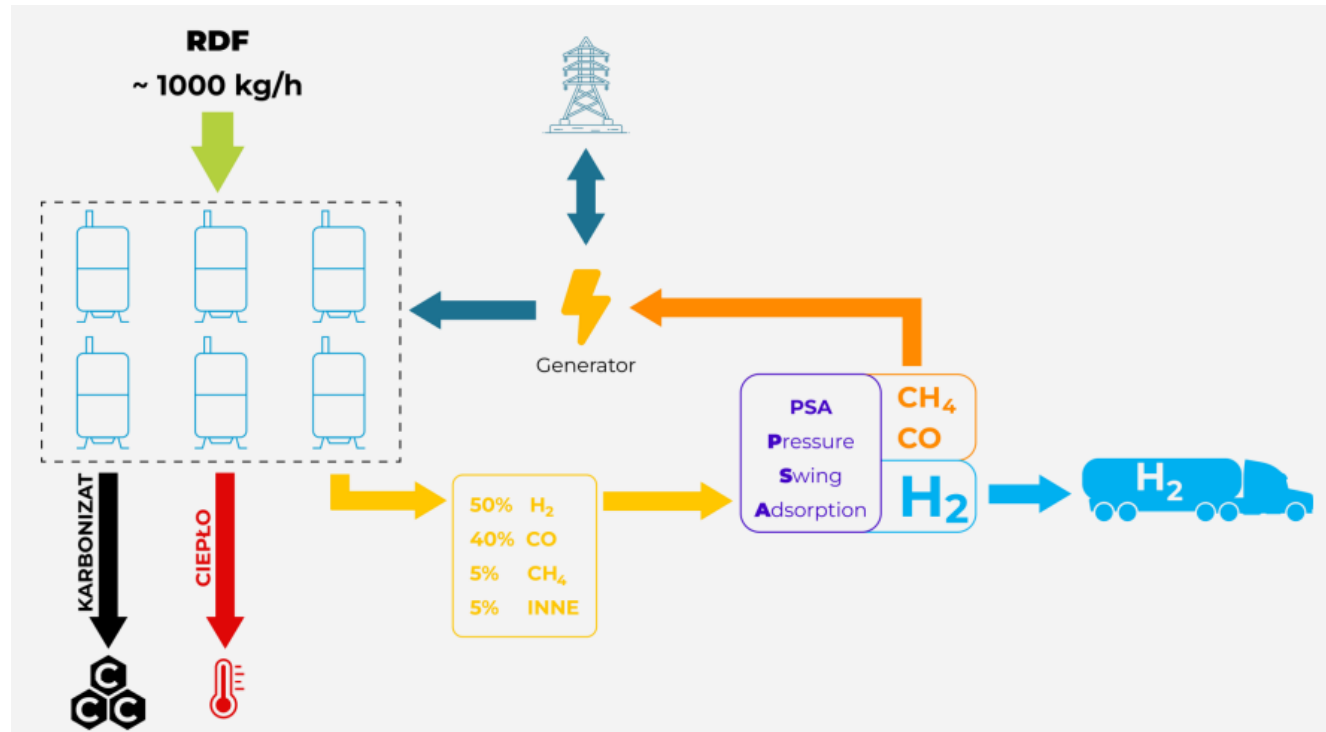 RDF
~ 1000 kg/h
Generator
KARBONIZAT
CIEPŁO
50% H₂
40% CO
5% CH₄
5% INNE
PSA
Pressure
Swing
Adsorption
CH₄
CO
H₂
H₂
C
C
C